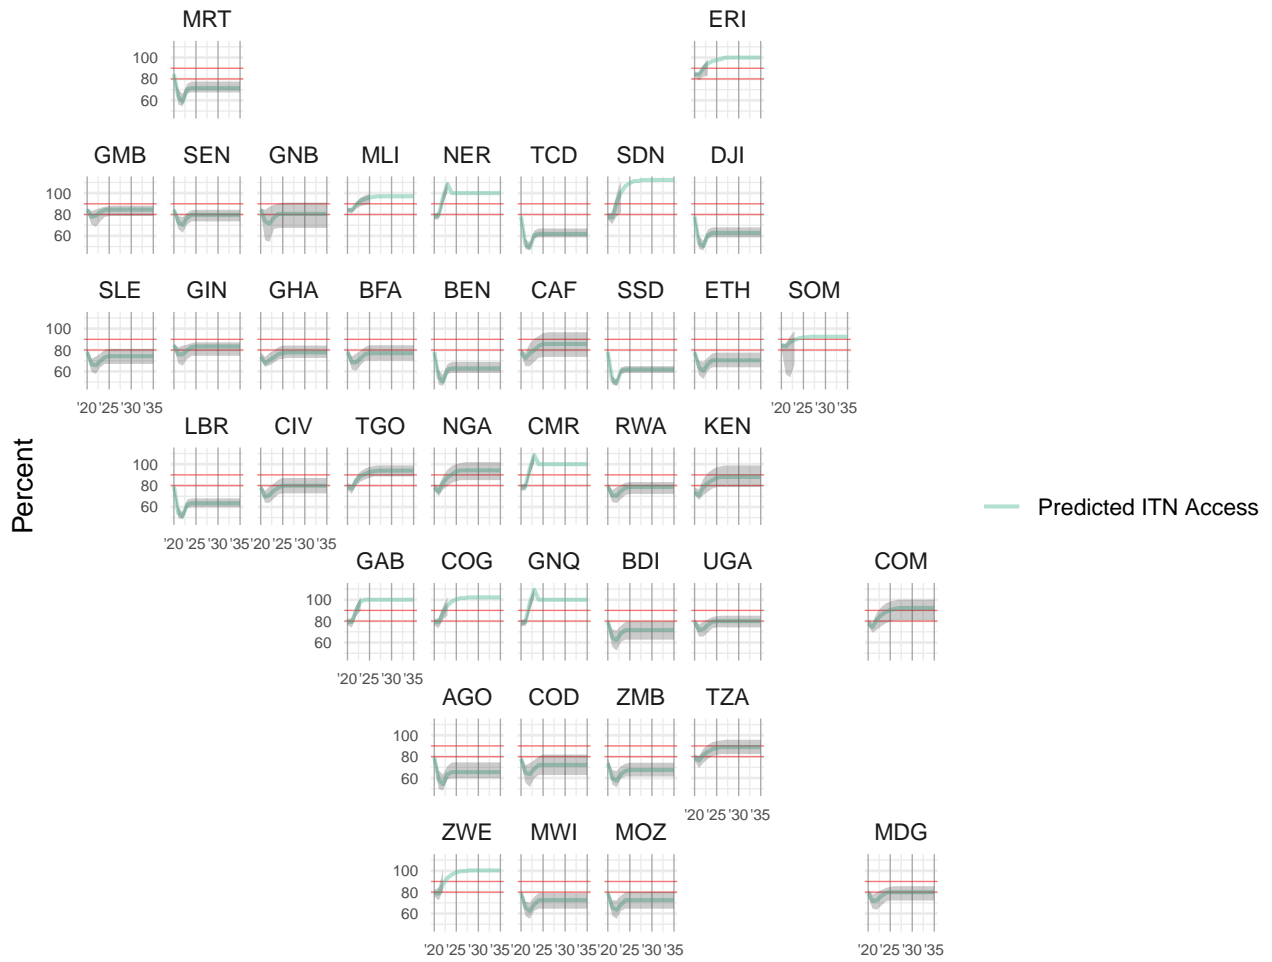 MRT ERI
100
80
60
GMB SEN GNB MLI NER TCD SDN DJI
100
80
60
SLE GIN GHA BFA BEN CAF SSD ETH SOM
100
80
60
'20 '25 '30 '35 '20 '25 '30 '35
LBR CIV TGO NGA CMR RWA KEN
100
80
60
Percent
Predicted ITN Access
'20 '25 '30 '35 '20 '25 '30 '35
GAB COG GNQ BDI UGA COM
100
80
60
'20 '25 '30 '35
AGO COD ZMB TZA
100
80
60
'20 '25 '30 '35
ZWE MWI MOZ MDG
100
80
60
'20 '25 '30 '35 '20 '25 '30 '35 '20 '25 '30 '35 '20 '25 '30 '35